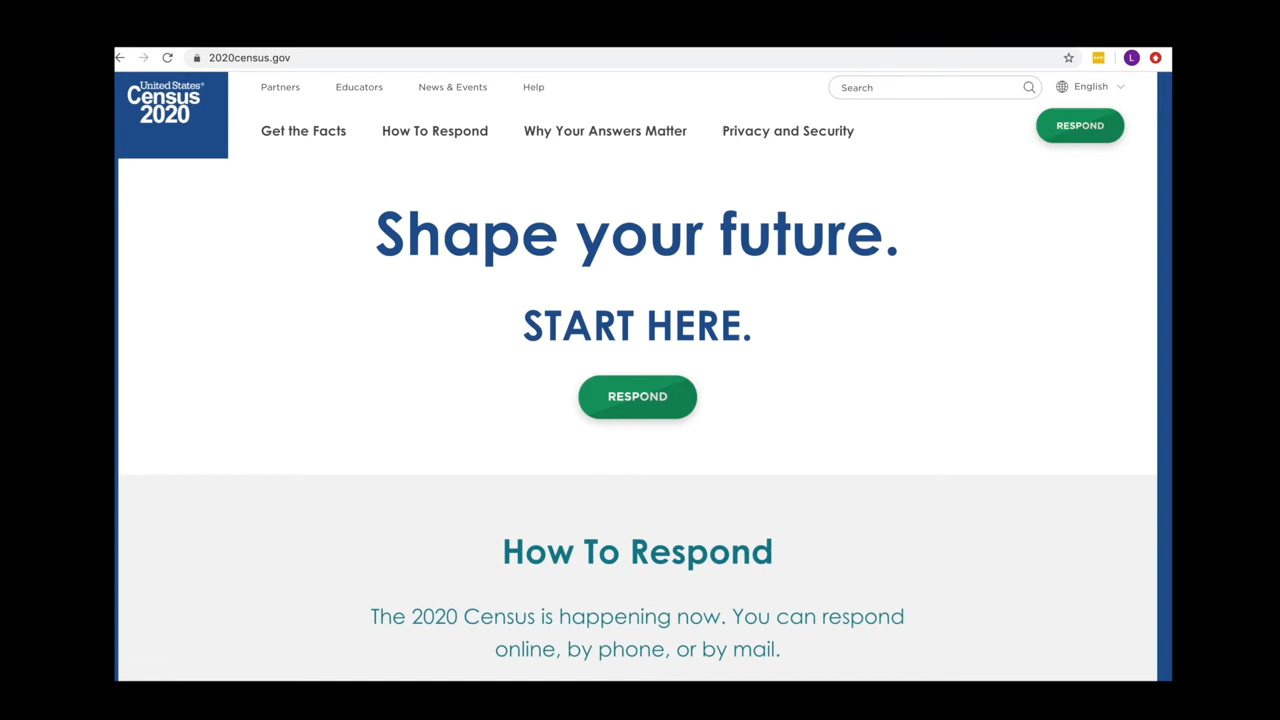 2020census.gov
L
United States®
Census
2020
Partners Educators News & Events Help
Search
English
Get the Facts How To Respond Why Your Answers Matter Privacy and Security
RESPOND
Shape your future.
START HERE.
RESPOND
How To Respond
The 2020 Census is happening now. You can respond
online, by phone, or by mail.